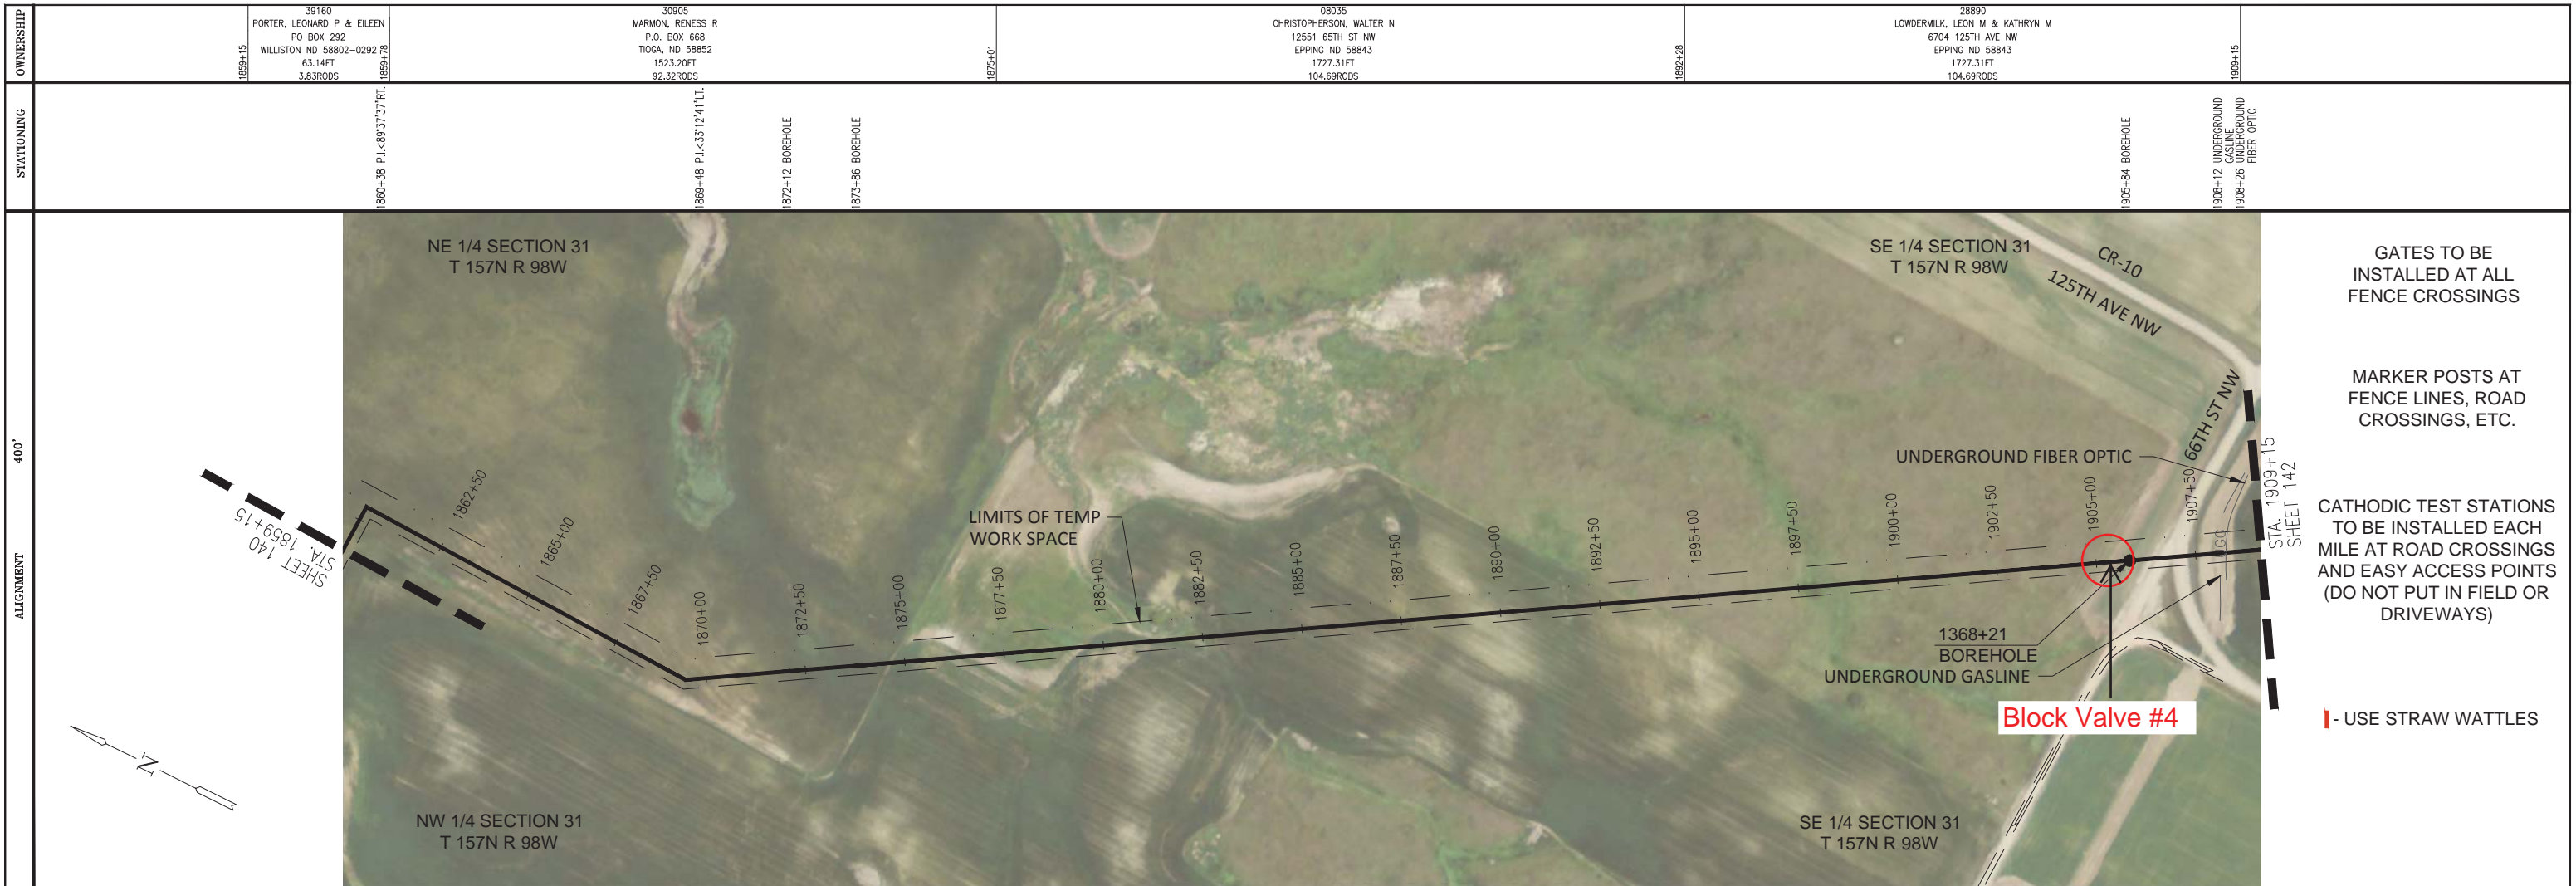 OWNERSHIP
1859+15
39160
PORTER, LEONARD P & EILEEN
PO BOX 292
WILLISTON ND 58802-0292
63.14FT
3.83RODS
1859+78
30905
MARMON, RENESS R
P.O. BOX 668
TIOGA, ND 58852
1523.20FT
92.32RODS
1875+01
08035
CHRISTOPHERSON, WALTER N
12551 65TH ST NW
EPPING ND 58843
1727.31FT
104.69RODS
1892+28
28890
LOWDERMILK, LEON M & KATHRYN M
6704 125TH AVE NW
EPPING ND 58843
1727.31FT
104.69RODS
1909+15
STATIONING
1860+38 P.I.<89°37'37"RT.
1869+48 P.I.<33°12'41"LT.
1872+12 BOREHOLE
1873+86 BOREHOLE
1905+84 BOREHOLE
1908+12 UNDERGROUND
GASLINE
1908+26 UNDERGROUND
FIBER OPTIC
400'
ALIGNMENT
NE 1/4 SECTION 31
T 157N R 98W
SE 1/4 SECTION 31
T 157N R 98W
CR-10
125TH AVE NW
66TH ST NW
UNDERGROUND FIBER OPTIC
SHEET 140
STA. 1859+15
1862+50
1865+00
1867+50
1870+00
1872+50
1875+00
1877+50
1880+00
1882+50
1885+00
1887+50
1890+00
1892+50
1895+00
1897+50
1900+00
1902+50
1905+00
1907+50
LIMITS OF TEMP
WORK SPACE
UGG
STA. 1909+15
SHEET 142
1368+21
BOREHOLE
UNDERGROUND GASLINE
Block Valve #4
N
NW 1/4 SECTION 31
T 157N R 98W
SE 1/4 SECTION 31
T 157N R 98W
GATES TO BE
INSTALLED AT ALL
FENCE CROSSINGS
MARKER POSTS AT
FENCE LINES, ROAD
CROSSINGS, ETC.
CATHODIC TEST STATIONS
TO BE INSTALLED EACH
MILE AT ROAD CROSSINGS
AND EASY ACCESS POINTS
(DO NOT PUT IN FIELD OR
DRIVEWAYS)
- USE STRAW WATTLES